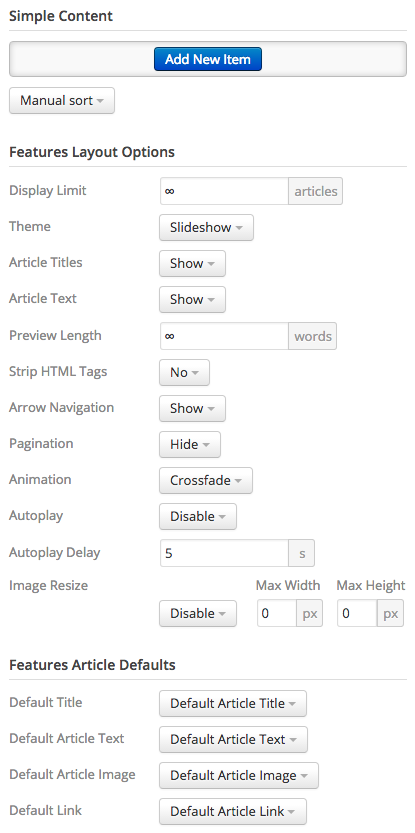 Simple Content
Add New Item
Manual sort
Features Layout Options
Display Limit ∞ articles
Theme Slideshow
Article Titles Show
Article Text Show
Preview Length ∞ words
Strip HTML Tags No
Arrow Navigation Show
Pagination Hide
Animation Crossfade
Autoplay Disable
Autoplay Delay 5 s
Image Resize Max Width Max Height
Disable 0 px 0 px
Features Article Defaults
Default Title Default Article Title
Default Article Text Default Article Text
Default Article Image Default Article Image
Default Link Default Article Link